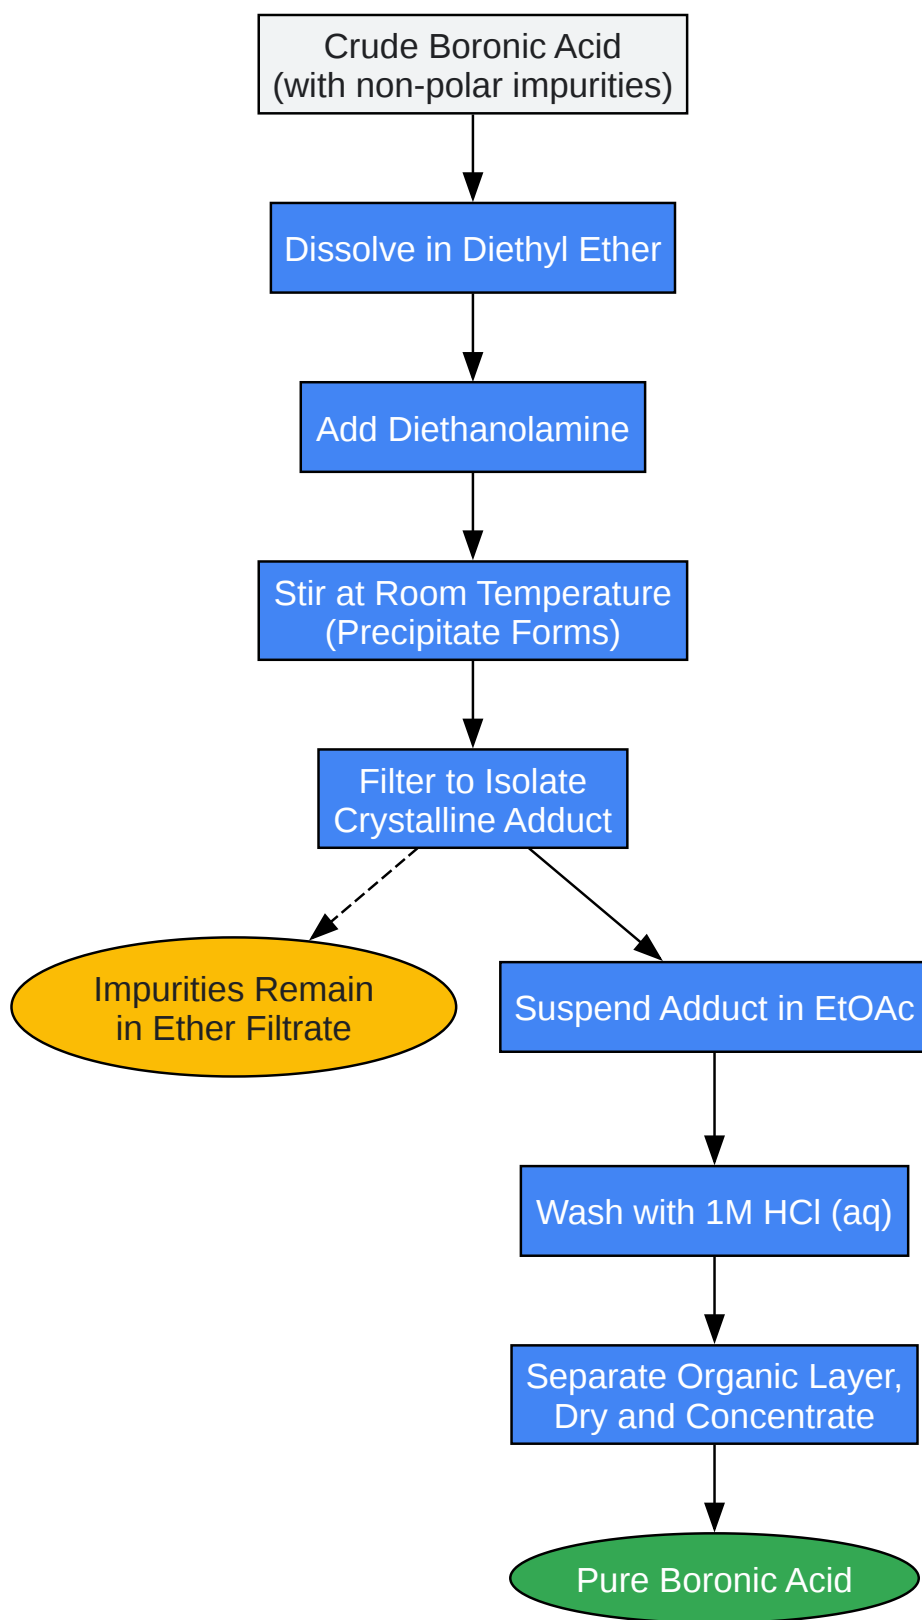 Crude Boronic Acid
(with non-polar impurities)
Dissolve in Diethyl Ether
Add Diethanolamine
Stir at Room Temperature
(Precipitate Forms)
Filter to Isolate
Crystalline Adduct
Impurities Remain
in Ether Filtrate
Suspend Adduct in EtOAc
Wash with 1M HCl (aq)
Separate Organic Layer,
Dry and Concentrate
Pure Boronic Acid